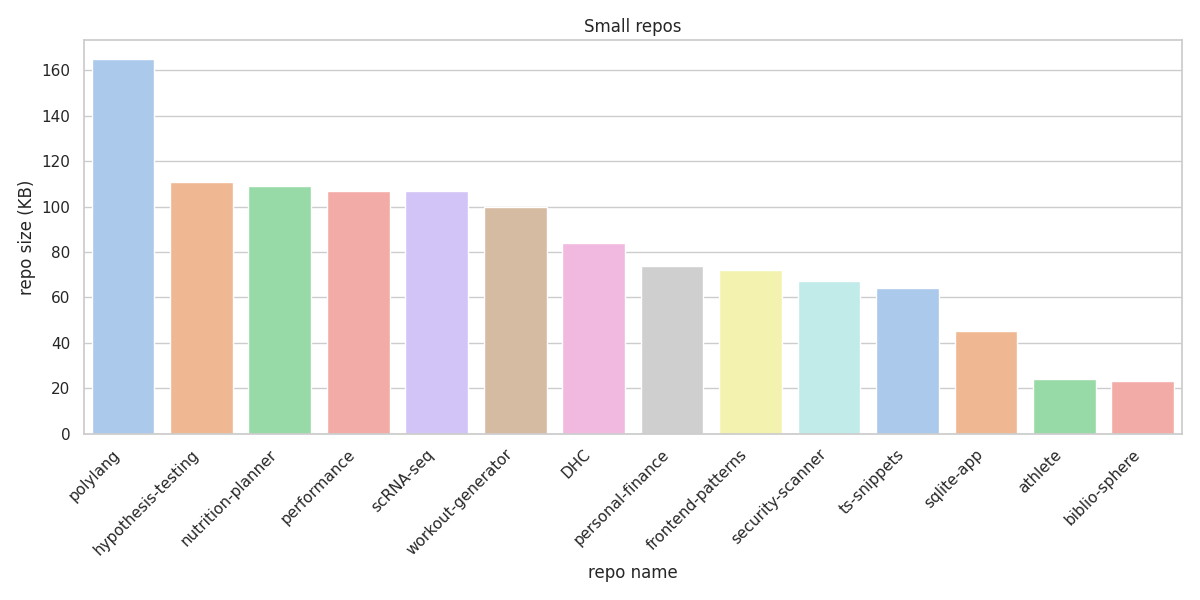 Small repos
repo size (KB)
160
140
120
100
80
60
40
20
0
polylang
hypothesis-testing
nutrition-planner
performance
scRNA-seq
workout-generator
DHC
personal-finance
frontend-patterns
security-scanner
ts-snippets
sqlite-app
athlete
biblio-sphere
repo name